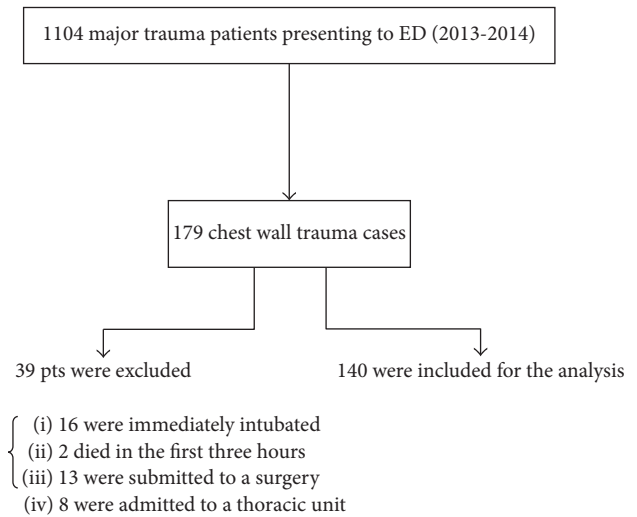 1104 major trauma patients presenting to ED (2013-2014)
179 chest wall trauma cases
39 pts were excluded
140 were included for the analysis
(i) 16 were immediately intubated
(ii) 2 died in the first three hours
(iii) 13 were submitted to a surgery
(iv) 8 were admitted to a thoracic unit